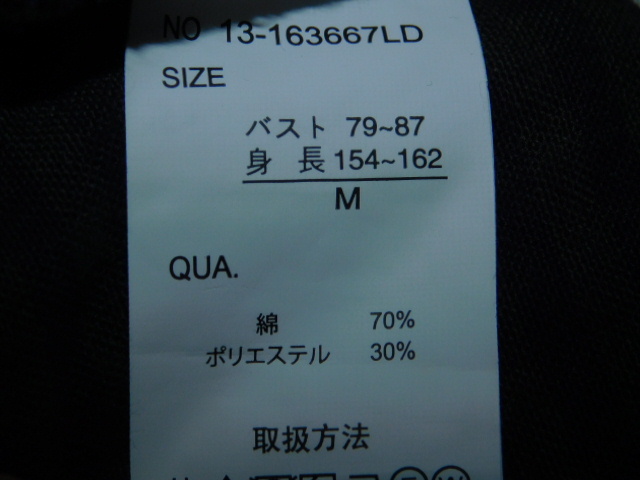 NO 13-163667LD
SIZE
バスト 79~87
身 長 154~162
M
QUA.
綿 70%
ポリエステル 30%
取扱方法